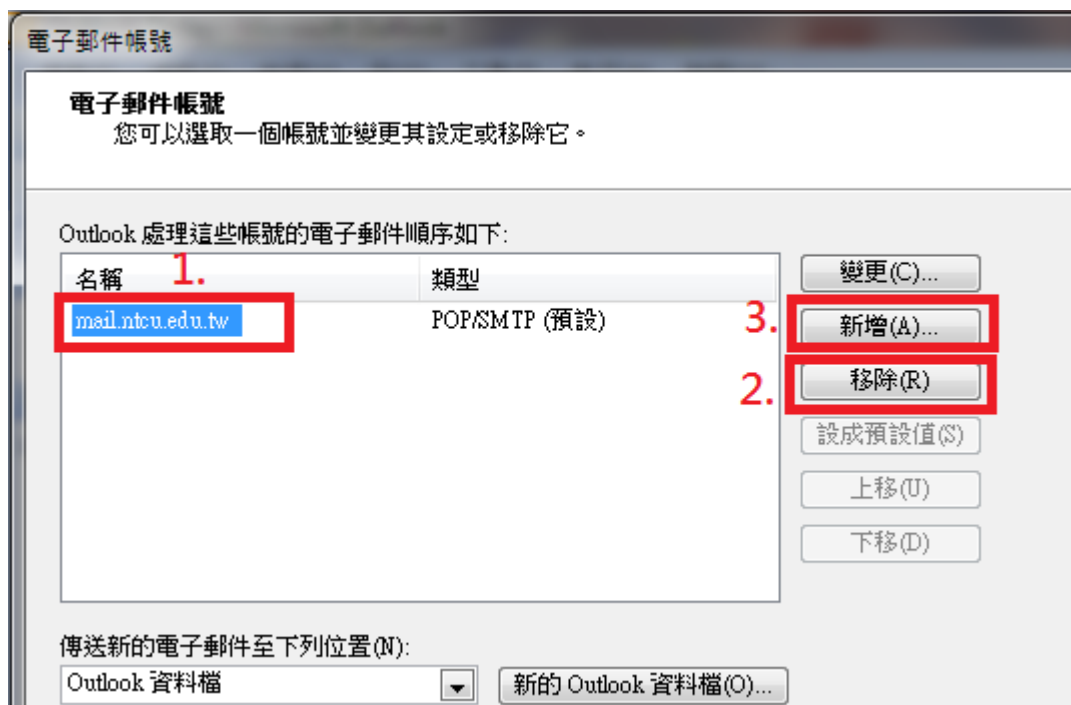 電子郵件帳號
電子郵件帳號
您可以選取一個帳號並變更其設定或移除它。
Outlook 處理這些帳號的電子郵件順序如下:
名稱 1. 類型
變更(C)...
mail.ntcu.edu.tw POP/SMTP (預設)
3. 新增(A)...
2. 移除(R)
設成預設值(S)
上移(U)
下移(D)
傳送新的電子郵件至下列位置(N):
Outlook 資料檔 新的 Outlook 資料檔(O)...